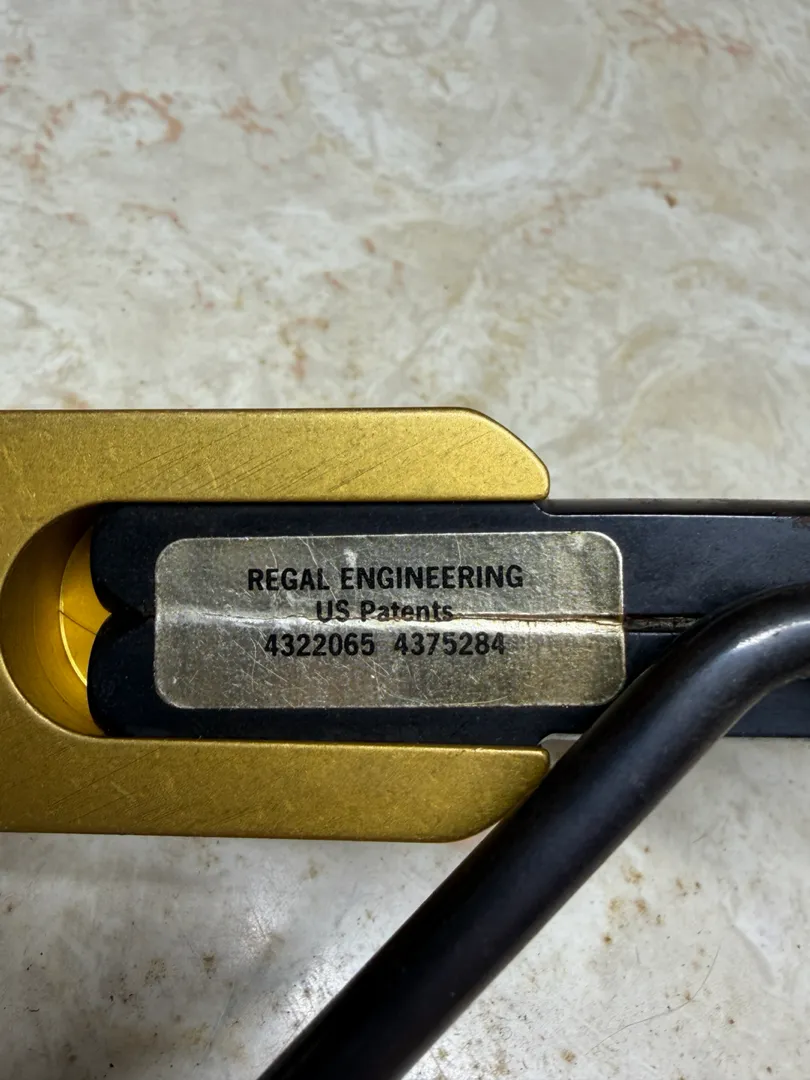 REGAL ENGINEERING
US Patents
4322065 4375284